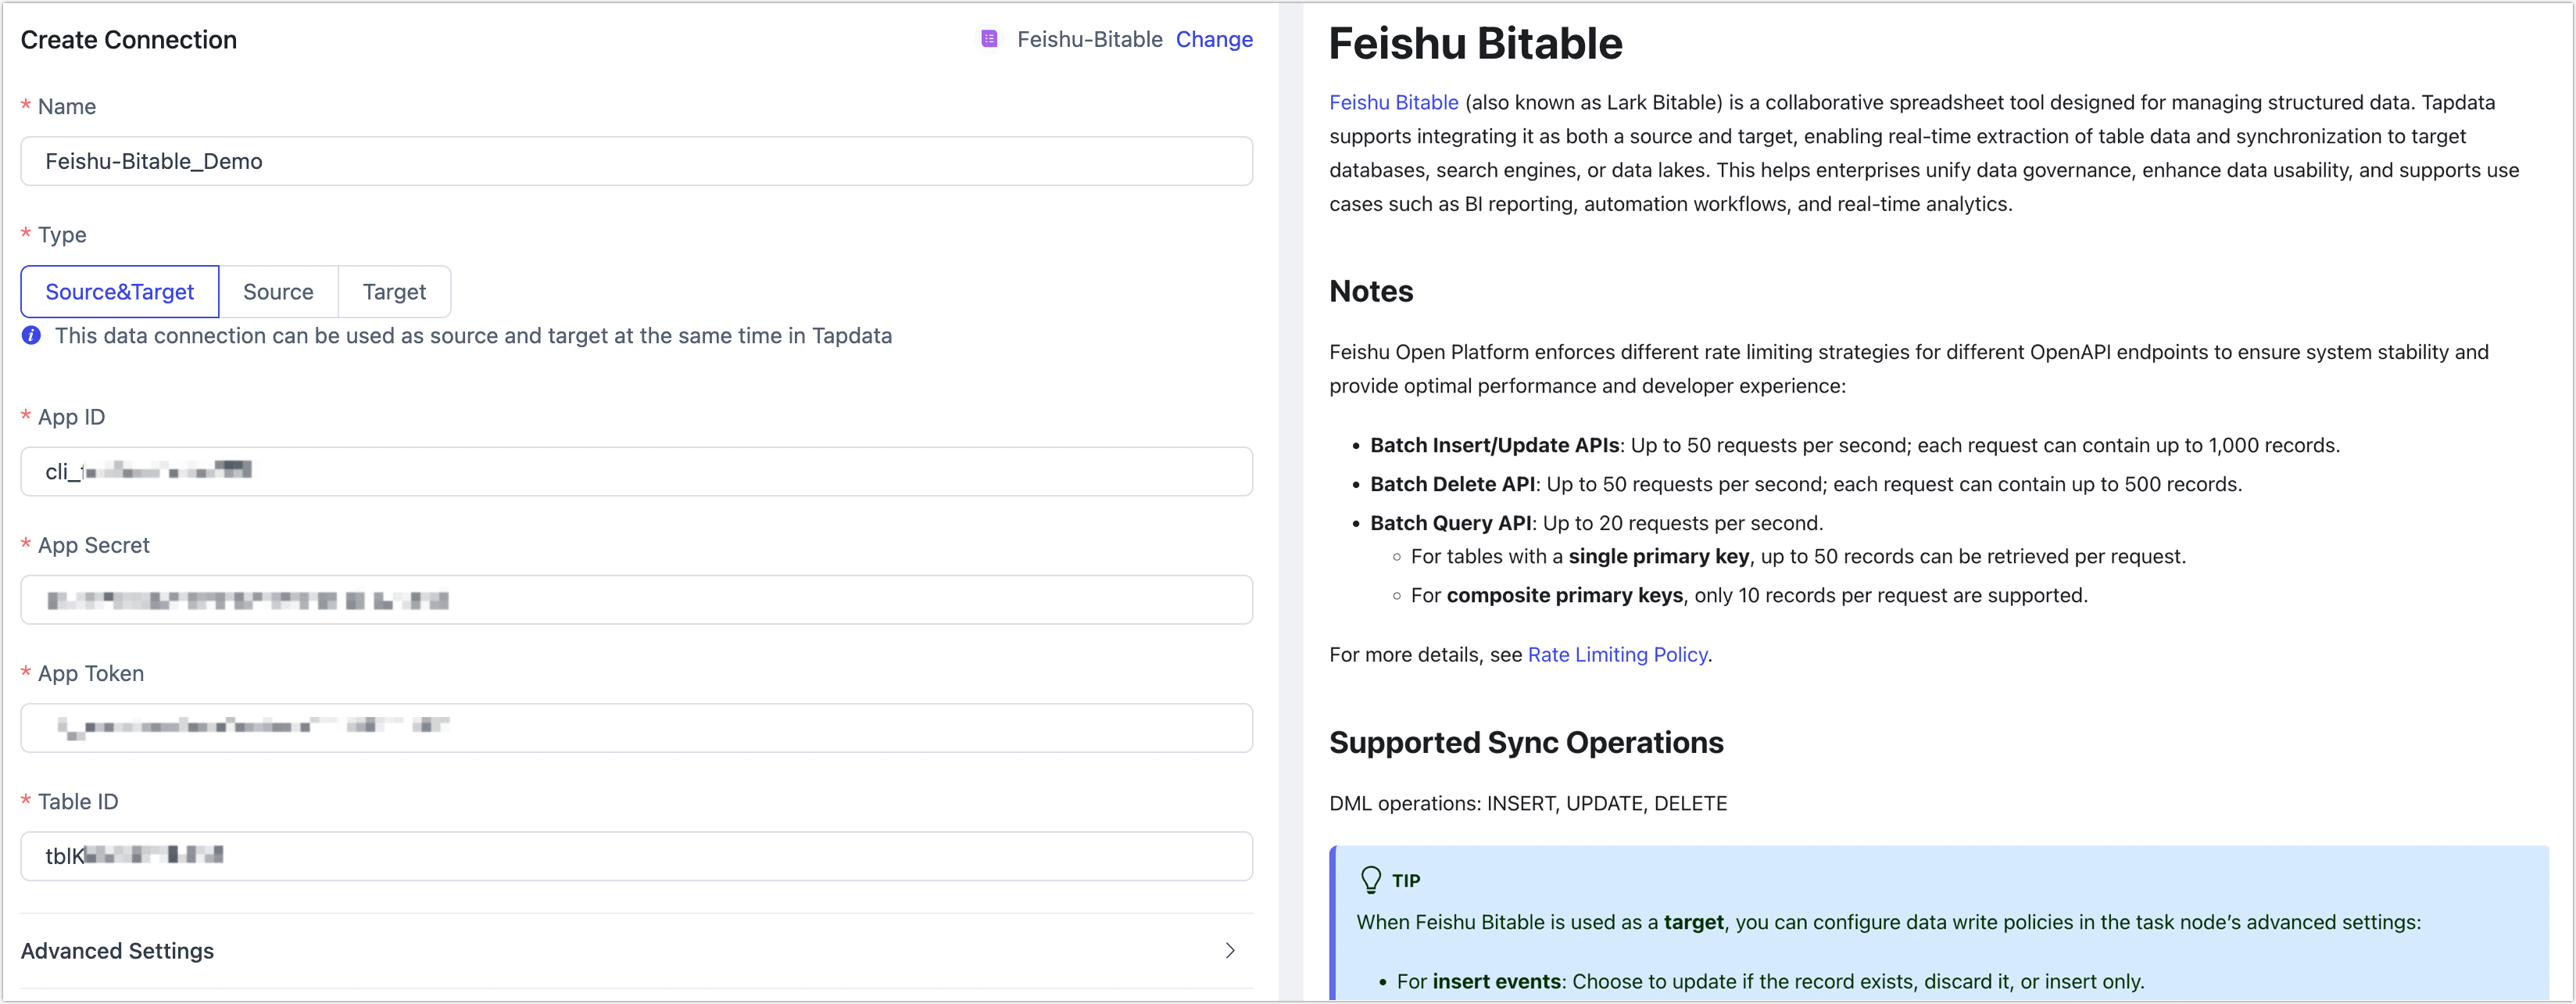 Create Connection
Feishu-Bitable Change
* Name
Feishu-Bitable_Demo
* Type
Source&Target Source Target
This data connection can be used as source and target at the same time in Tapdata
* App ID
cli_
* App Secret
* App Token
* Table ID
tblK
Advanced Settings
Feishu Bitable
Feishu Bitable (also known as Lark Bitable) is a collaborative spreadsheet tool designed for managing structured data. Tapdata
supports integrating it as both a source and target, enabling real-time extraction of table data and synchronization to target
databases, search engines, or data lakes. This helps enterprises unify data governance, enhance data usability, and supports use
cases such as BI reporting, automation workflows, and real-time analytics.
Notes
Feishu Open Platform enforces different rate limiting strategies for different OpenAPI endpoints to ensure system stability and
provide optimal performance and developer experience:
• Batch Insert/Update APIs: Up to 50 requests per second; each request can contain up to 1,000 records.
• Batch Delete API: Up to 50 requests per second; each request can contain up to 500 records.
• Batch Query API: Up to 20 requests per second.
◦ For tables with a single primary key, up to 50 records can be retrieved per request.
◦ For composite primary keys, only 10 records per request are supported.
For more details, see Rate Limiting Policy.
Supported Sync Operations
DML operations: INSERT, UPDATE, DELETE
TIP
When Feishu Bitable is used as a target, you can configure data write policies in the task node's advanced settings:
• For insert events: Choose to update if the record exists, discard it, or insert only.